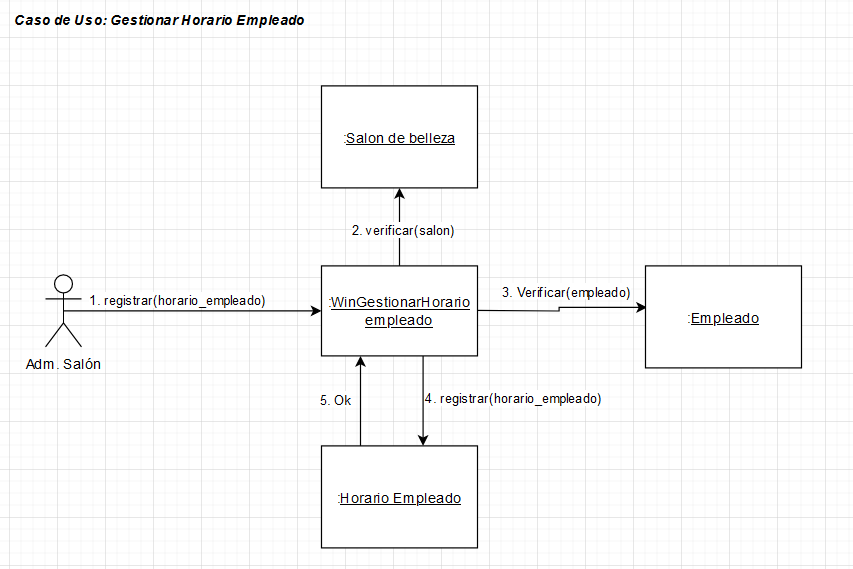 Caso de Uso: Gestionar Horario Empleado
:Salon de belleza
2. verificar(salon)
1. registrar(horario_empleado)
:WinGestionarHorario
empleado
3. Verificar(empleado)
:Empleado
Adm. Salón
5. Ok
4. registrar(horario_empleado)
:Horario Empleado